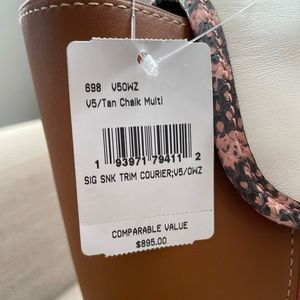 698 V5OWZ
V5/Tan Chalk Multi
1 93971 79411 2
SIG SNK TRIM COURIER;V5/OWZ
COMPARABLE VALUE
$895.00